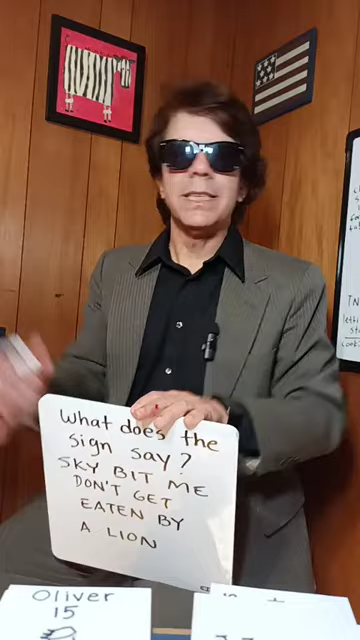 What does the
sign say?
SKY BIT ME
DON'T GET
EATEN BY
A LION
Oliver
15